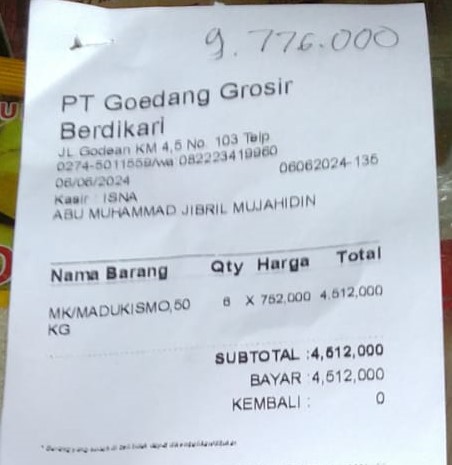 9.776.000
PT Goedang Grosir
Berdikari
JL Godean KM 4,5 No. 103 Telp
0274-5011559/wa 082223419960
06062024-135
06/06/2024
Kasir : ISNA
ABU MUHAMMAD JIBRIL MUJAHIDIN
Nama Barang Qty Harga Total
MK/MADUKISMO,50 6 X 752,000 4,512,000
KG
SUBTOTAL :4,512,000
BAYAR :4,512,000
KEMBALI : 0